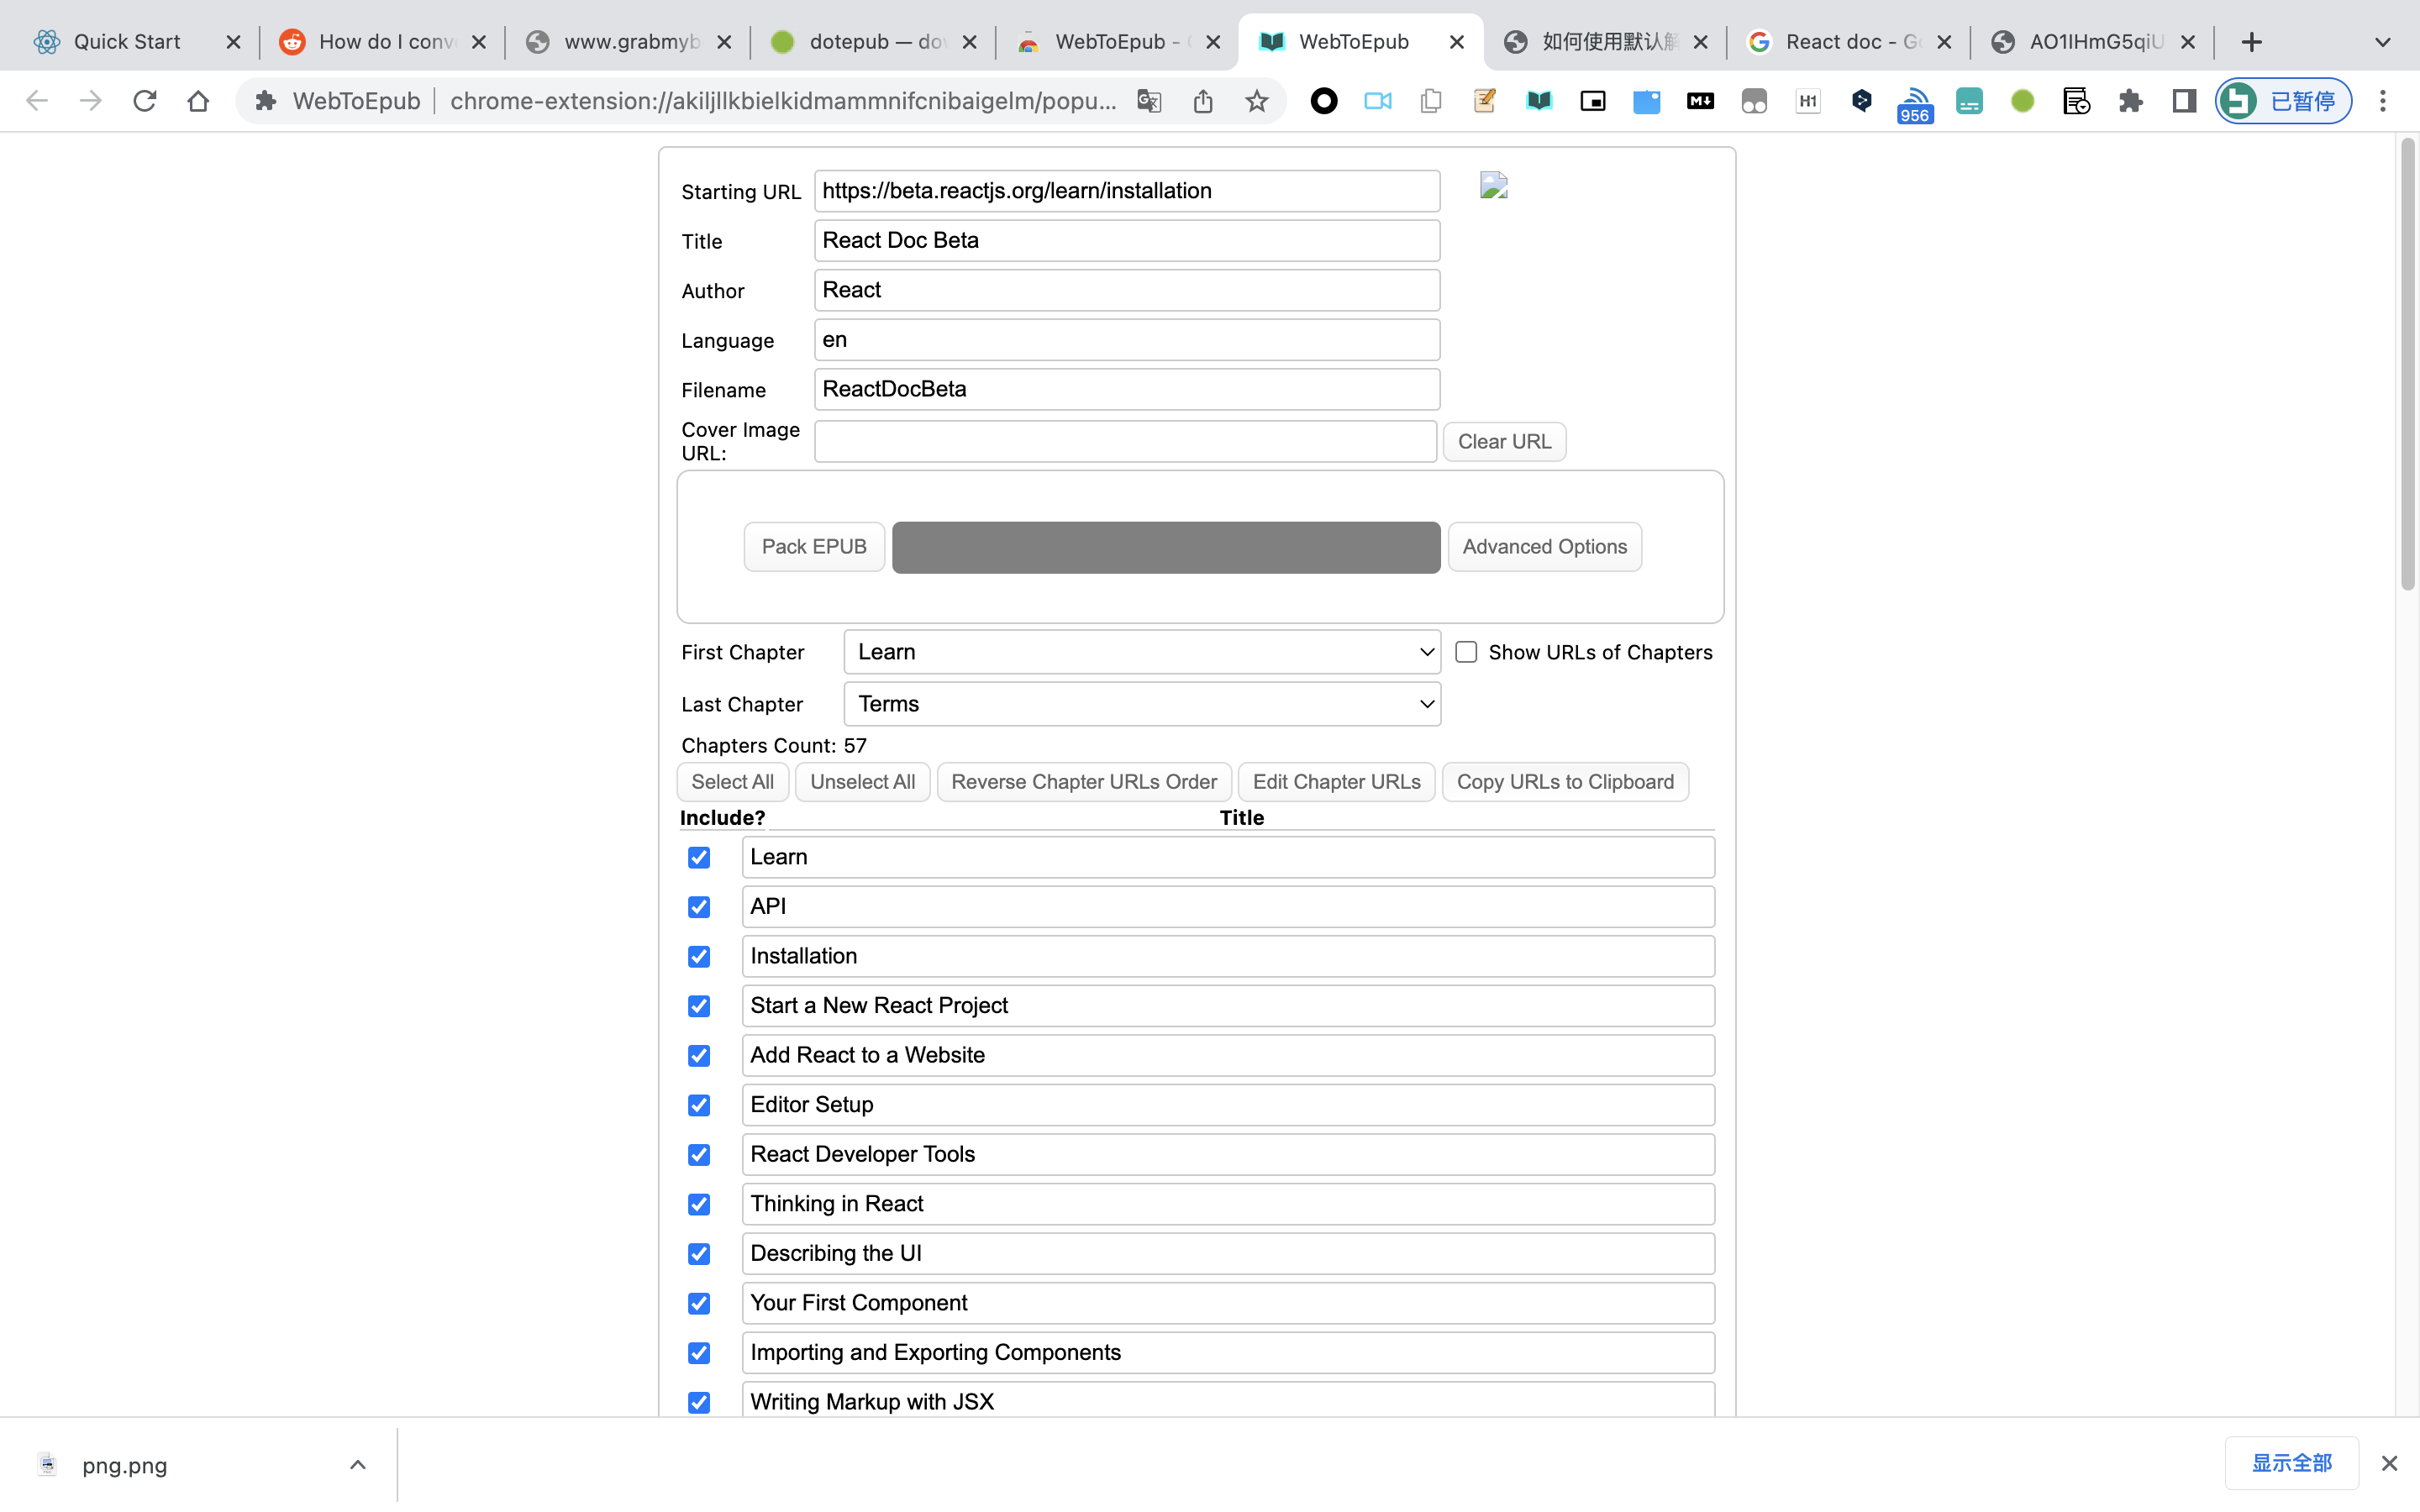 Quick Start
How do I conv
www.grabmyb
dotepub — dov
WebToEpub -
WebToEpub
如何使用默认
React doc - G
AO1IHmG5qiU
WebToEpub
chrome-extension://akiljllkbielkidmammnifcnibaigelm/popu...
M↓
H1
956
已暂停
Starting URL
https://beta.reactjs.org/learn/installation
Title
React Doc Beta
Author
React
Language
en
Filename
ReactDocBeta
Cover Image
URL:
Clear URL
Pack EPUB
Advanced Options
First Chapter
Learn
Show URLs of Chapters
Last Chapter
Terms
Chapters Count: 57
Select All
Unselect All
Reverse Chapter URLs Order
Edit Chapter URLs
Copy URLs to Clipboard
Include?
Title
Learn
API
Installation
Start a New React Project
Add React to a Website
Editor Setup
React Developer Tools
Thinking in React
Describing the UI
Your First Component
Importing and Exporting Components
Writing Markup with JSX
png.png
显示全部